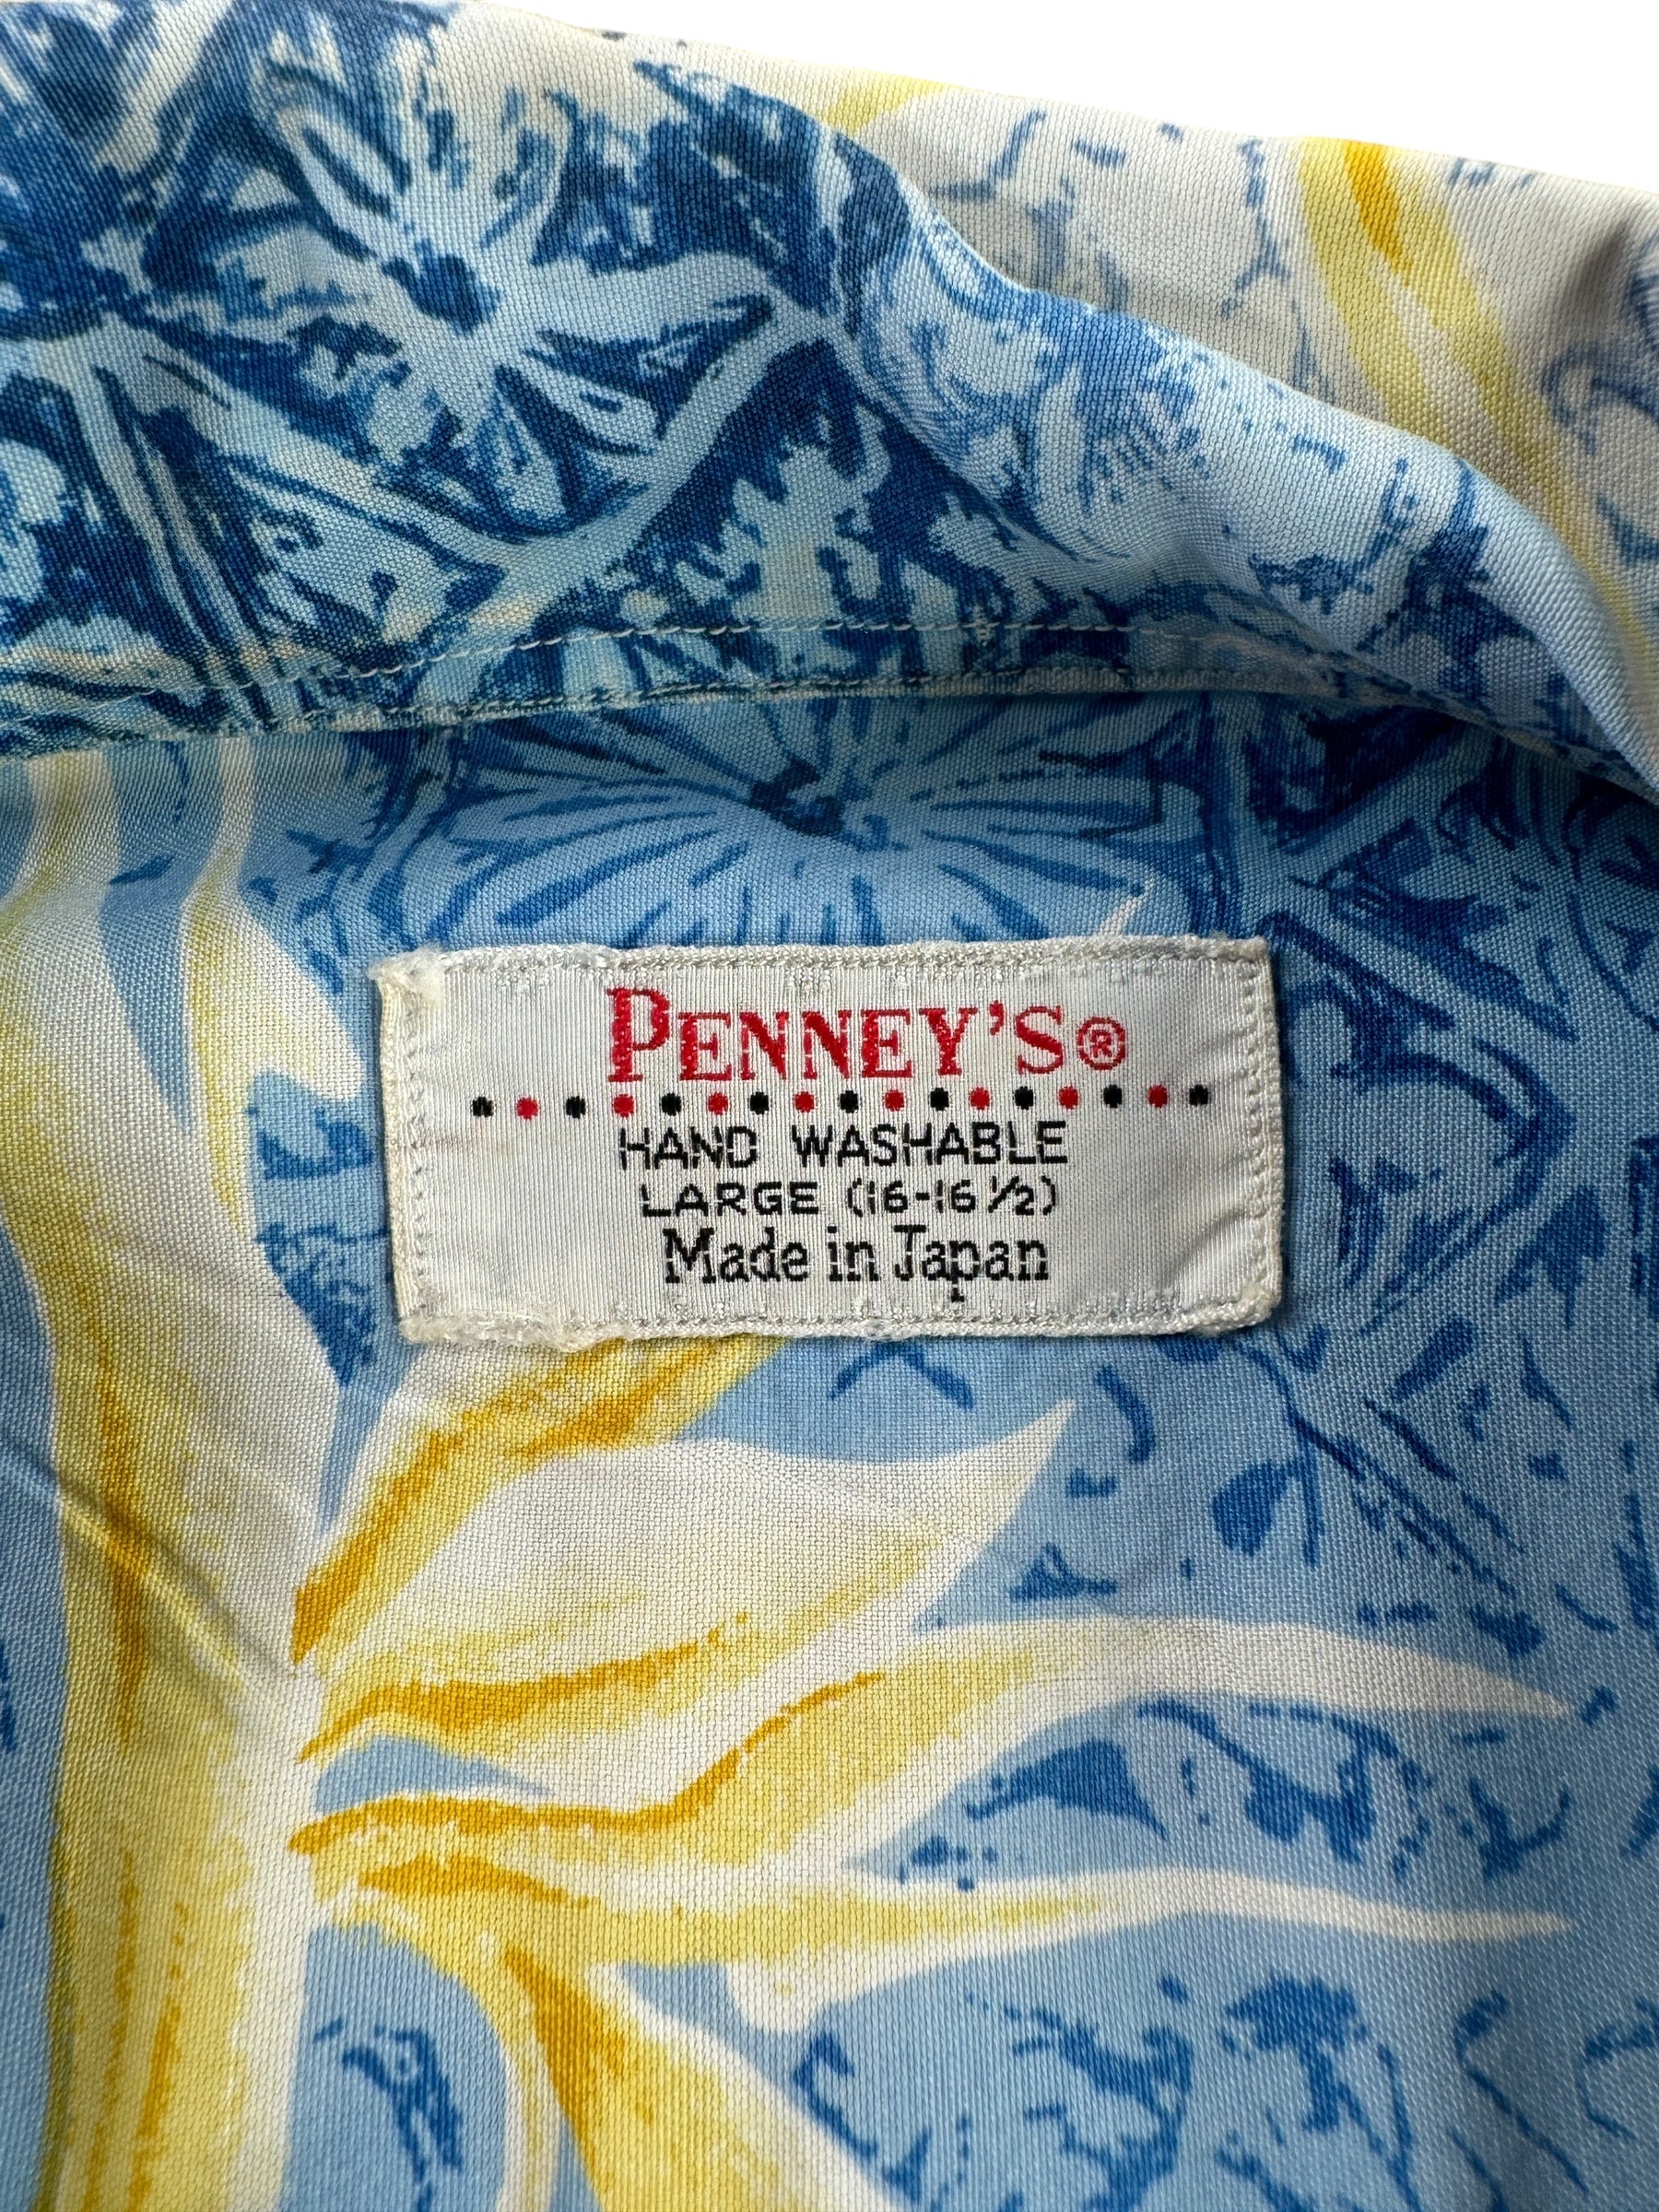 PENNEY'S®
HAND WASHABLE
LARGE (16-16 1/2)
Made in Japan